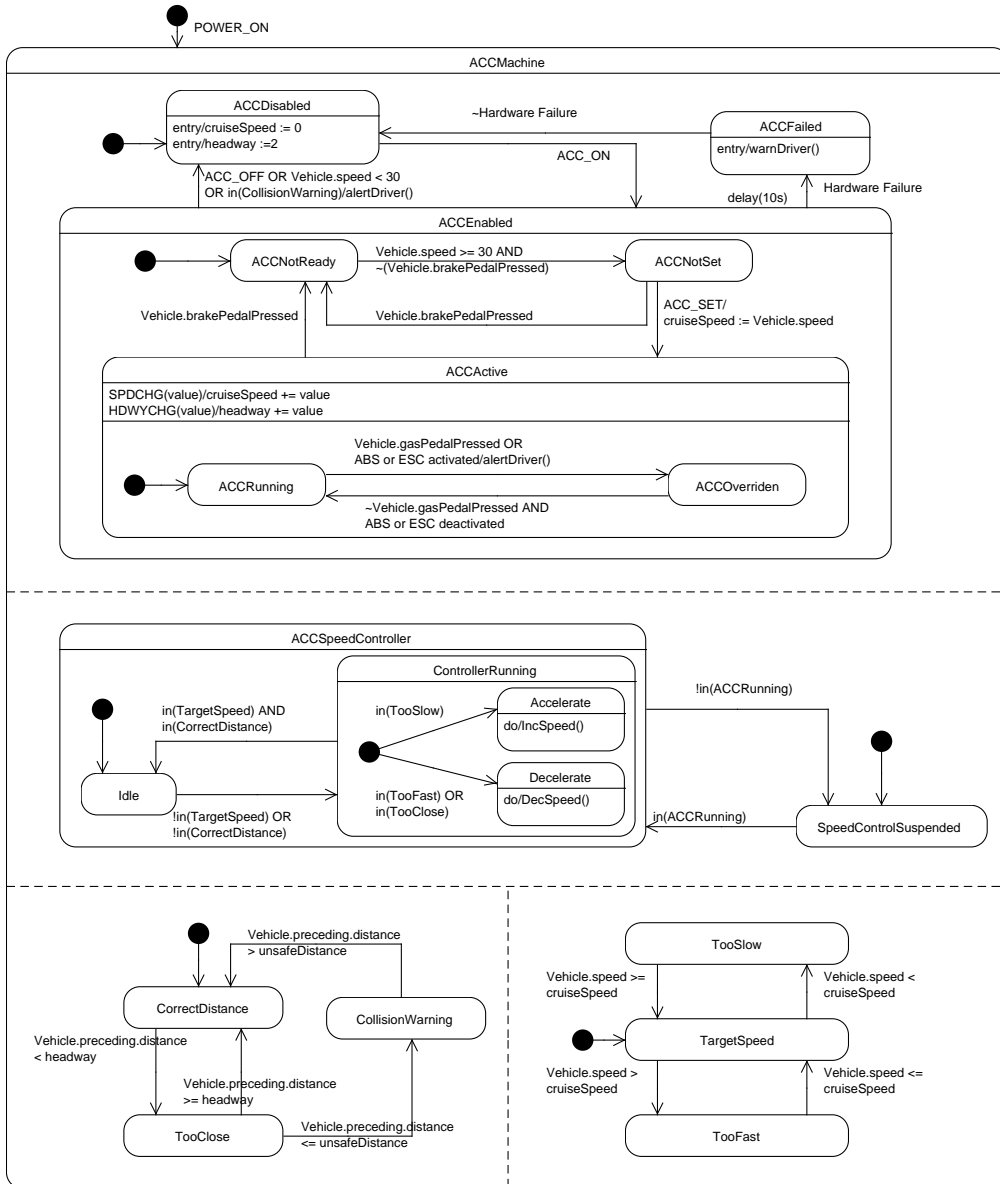 POWER_ON
ACCMachine
ACCDisabled
entry/cruiseSpeed := 0
entry/headway :=2
~Hardware Failure
ACCFailed
entry/warnDriver()
ACC_ON
ACC_OFF OR Vehicle.speed < 30
OR in(CollisionWarning)/alertDriver()
delay(10s)
Hardware Failure
ACCEnabled
ACCNotReady
Vehicle.speed >= 30 AND
~(Vehicle.brakePedalPressed)
ACCNotSet
Vehicle.brakePedalPressed
Vehicle.brakePedalPressed
ACC_SET/
cruiseSpeed := Vehicle.speed
ACCActive
SPDCHG(value)/cruiseSpeed += value
HDWYCHG(value)/headway += value
Vehicle.gasPedalPressed OR
ABS or ESC activated/alertDriver()
ACCRunning
ACCOverriden
~Vehicle.gasPedalPressed AND
ABS or ESC deactivated
ACCSpeedController
ControllerRunning
in(TargetSpeed) AND
in(CorrectDistance)
in(TooSlow)
Accelerate
do/IncSpeed()
!in(ACCRunning)
Idle
!in(TargetSpeed) OR
!in(CorrectDistance)
in(TooFast) OR
in(TooClose)
Decelerate
do/DecSpeed()
in(ACCRunning)
SpeedControlSuspended
Vehicle.preceding.distance
> unsafeDistance
CorrectDistance
CollisionWarning
Vehicle.preceding.distance
< headway
Vehicle.preceding.distance
>= headway
TooClose
Vehicle.preceding.distance
<= unsafeDistance
TooSlow
Vehicle.speed >=
cruiseSpeed
Vehicle.speed <
cruiseSpeed
TargetSpeed
Vehicle.speed >
cruiseSpeed
Vehicle.speed <=
cruiseSpeed
TooFast